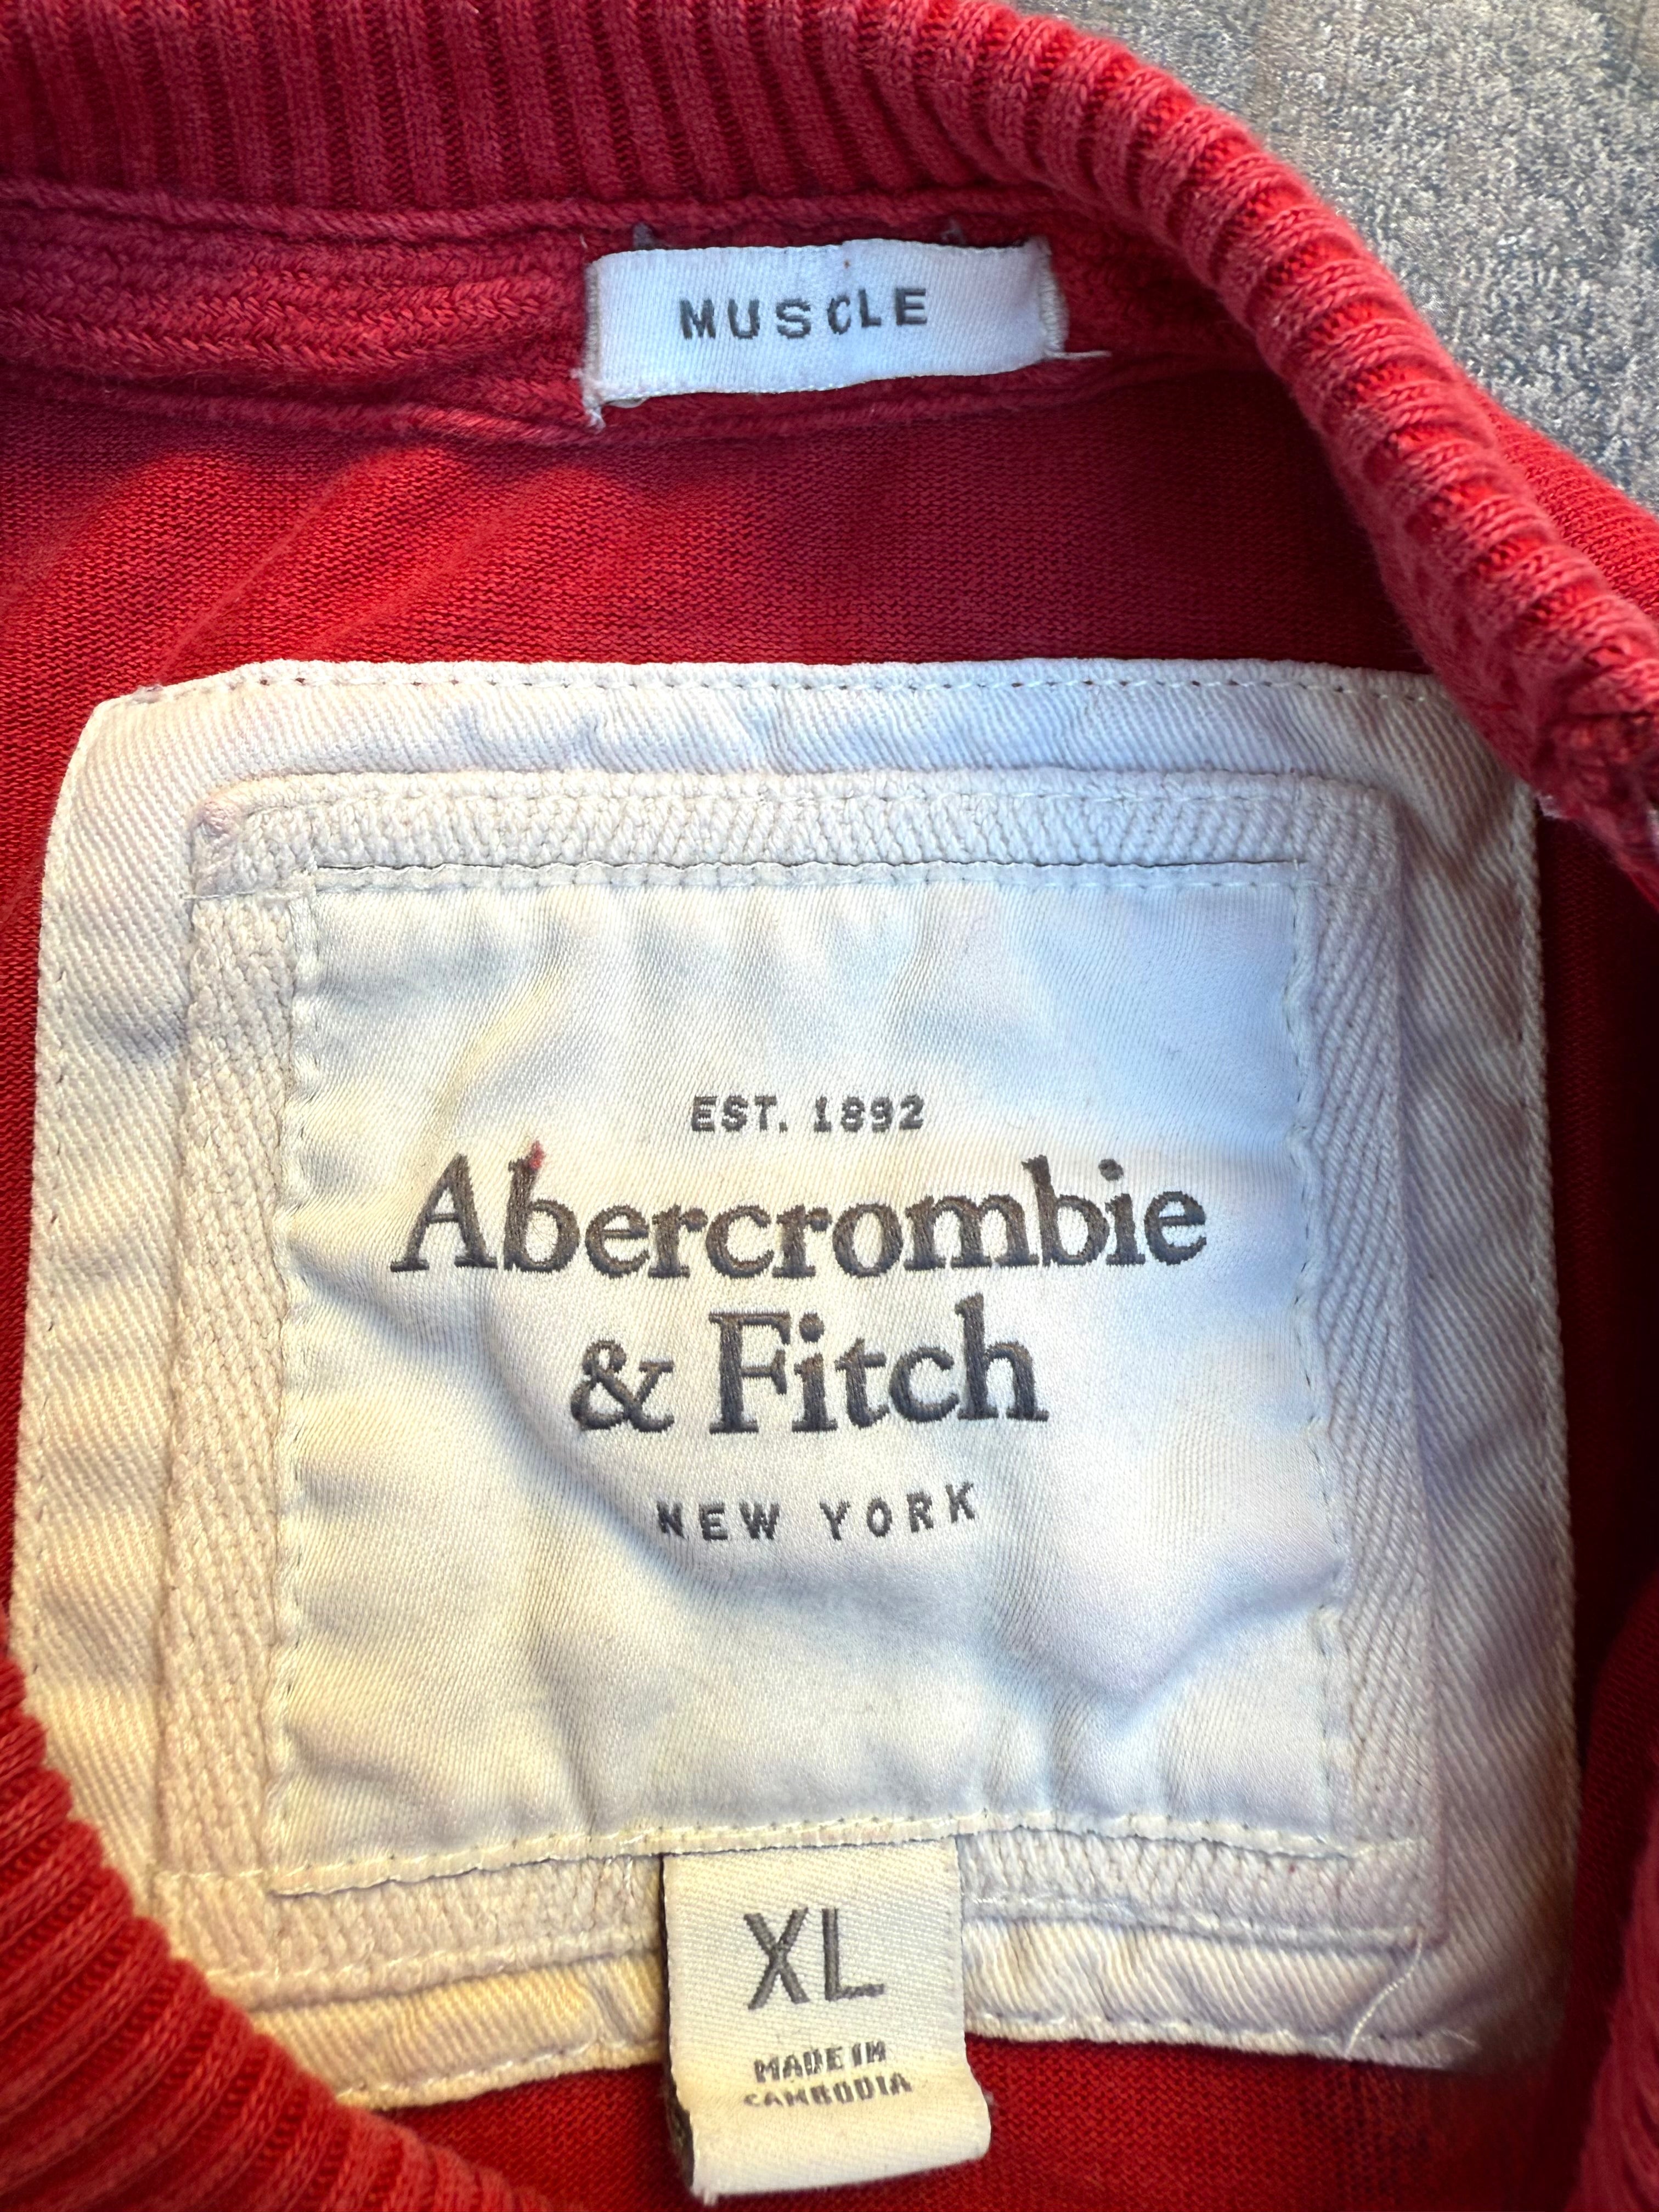 MUSCLE
EST. 1892
Abercrombie
& Fitch
NEW YORK
XL
MADE IN
CAMBODIA